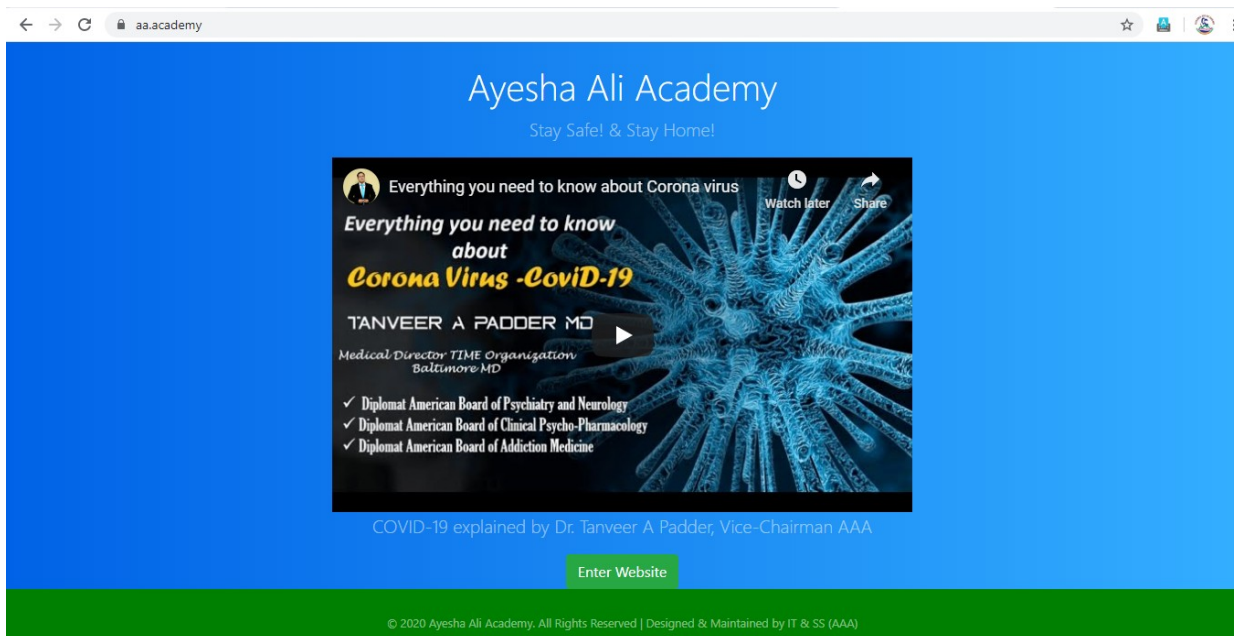 aa.academy
Ayesha Ali Academy
Stay Safe! & Stay Home!
Everything you need to know about Corona virus
Watch later
Share
Everything you need to know
about
Corona Virus -CoviD-19
TANVEER A PADDER MD
Medical Director TIME Organization
Baltimore MD
✓ Diplomat American Board of Psychiatry and Neurology
✓ Diplomat American Board of Clinical Psycho-Pharmacology
✓ Diplomat American Board of Addiction Medicine
COVID-19 explained by Dr. Tanveer A Padder, Vice-Chairman AAA
Enter Website
© 2020 Ayesha Ali Academy. All Rights Reserved | Designed & Maintained by IT & SS (AAA)